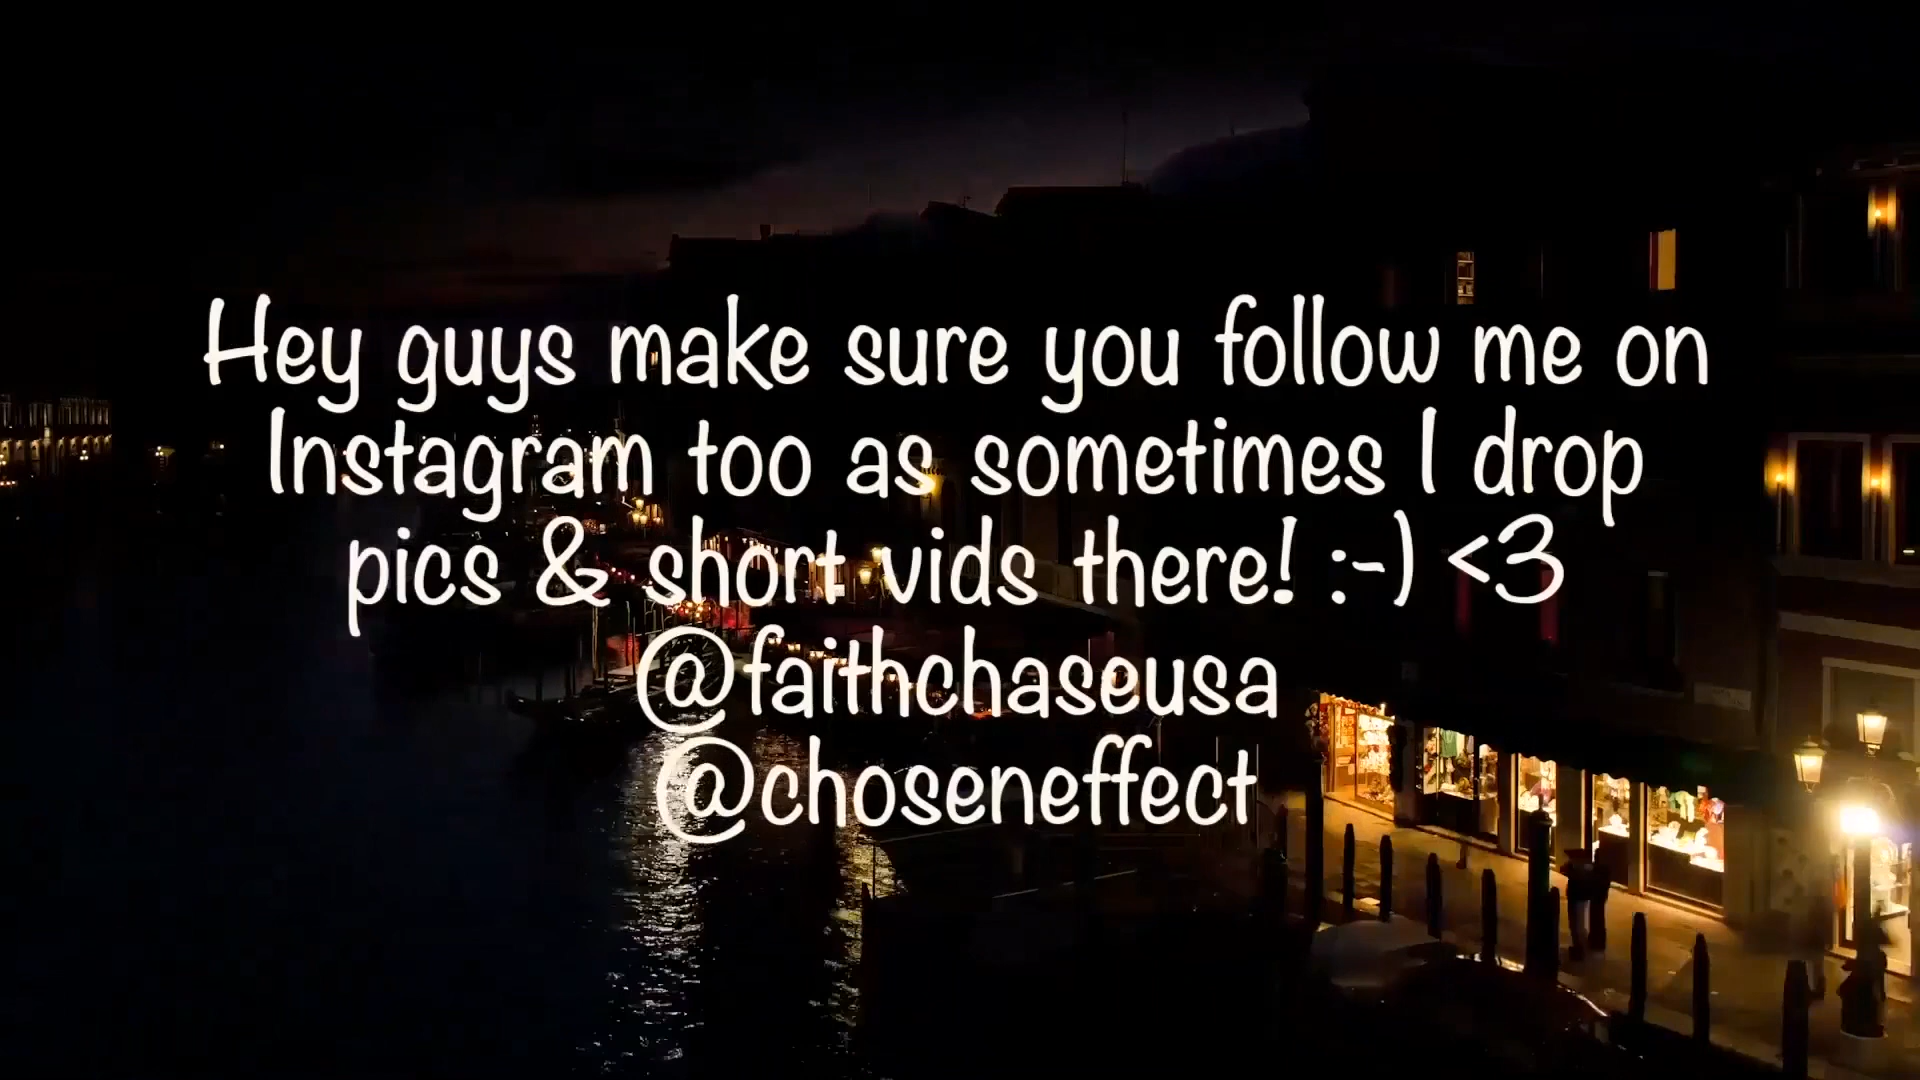 Hey guys make sure you follow me on
Instagram too as sometimes I drop
pics & short vids there! :-) <3
@faithchaseusa
@choseneffect